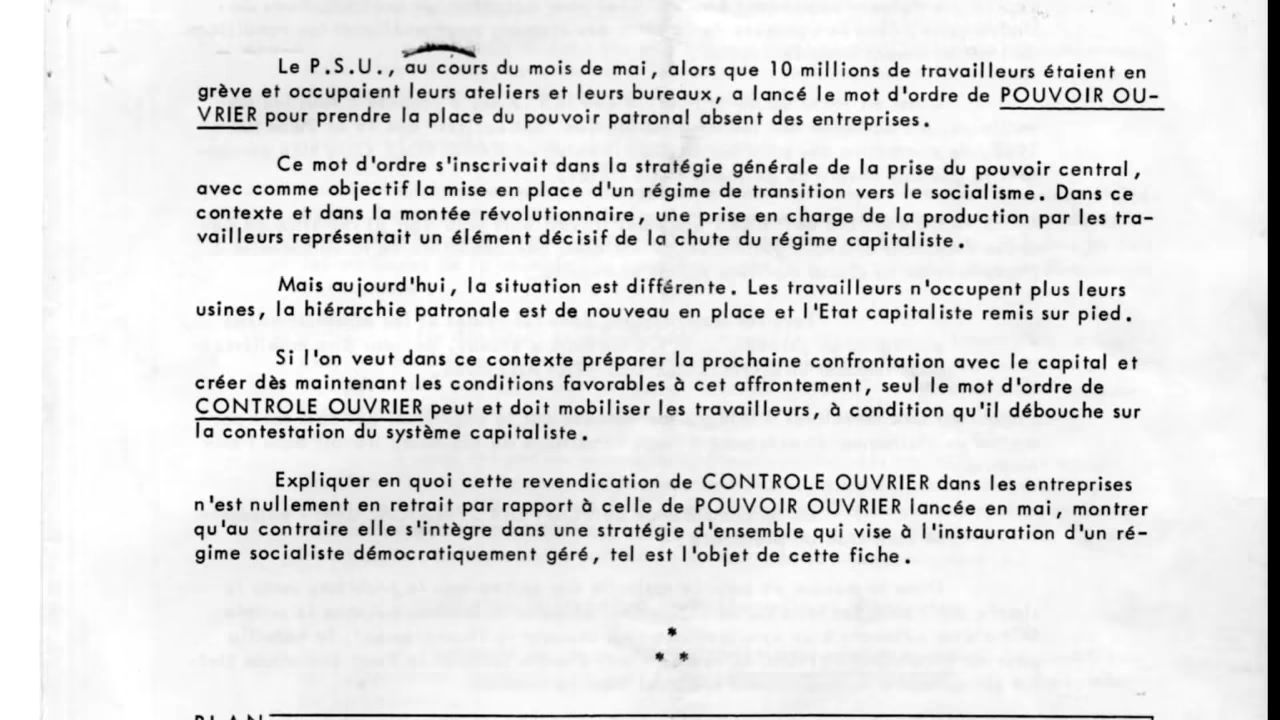 Le P.S.U., au cours du mois de mai, alors que 10 millions de travailleurs étaient en
grève et occupaient leurs ateliers et leurs bureaux, a lancé le mot d'ordre de POUVOIR OU-
VRIER pour prendre la place du pouvoir patronal absent des entreprises.
Ce mot d'ordre s'inscrivait dans la stratégie générale de la prise du pouvoir central,
avec comme objectif la mise en place d'un régime de transition vers le socialisme. Dans ce
contexte et dans la montée révolutionnaire, une prise en charge de la production par les tra-
vailleurs représentait un élément décisif de la chute du régime capitaliste.
Mais aujourd'hui, la situation est différente. Les travailleurs n'occupent plus leurs
usines, la hiérarchie patronale est de nouveau en place et l'Etat capitaliste remis sur pied.
Si l'on veut dans ce contexte préparer la prochaine confrontation avec le capital et
créer dès maintenant les conditions favorables à cet affrontement, seul le mot d'ordre de
CONTROLE OUVRIER peut et doit mobiliser les travailleurs, à condition qu'il débouche sur
la contestation du système capitaliste.
Expliquer en quoi cette revendication de CONTROLE OUVRIER dans les entreprises
n'est nullement en retrait par rapport à celle de POUVOIR OUVRIER lancée en mai, montrer
qu'au contraire elle s'intègre dans une stratégie d'ensemble qui vise à l'instauration d'un ré-
gime socialiste démocratiquement géré, tel est l'objet de cette fiche.
*
* *
PLAN